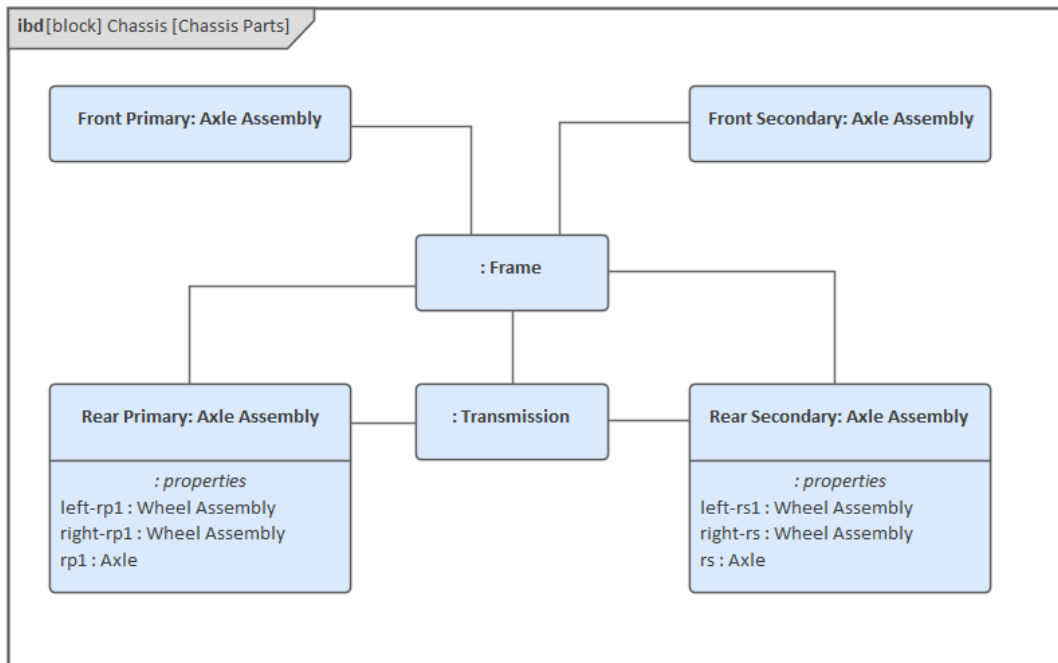 ibd [block] Chassis [Chassis Parts]
Front Primary: Axle Assembly
Front Secondary: Axle Assembly
: Frame
Rear Primary: Axle Assembly
: Transmission
Rear Secondary: Axle Assembly
: properties
left-rp1 : Wheel Assembly
right-rp1 : Wheel Assembly
rp1 : Axle
: properties
left-rs1 : Wheel Assembly
right-rs : Wheel Assembly
rs : Axle